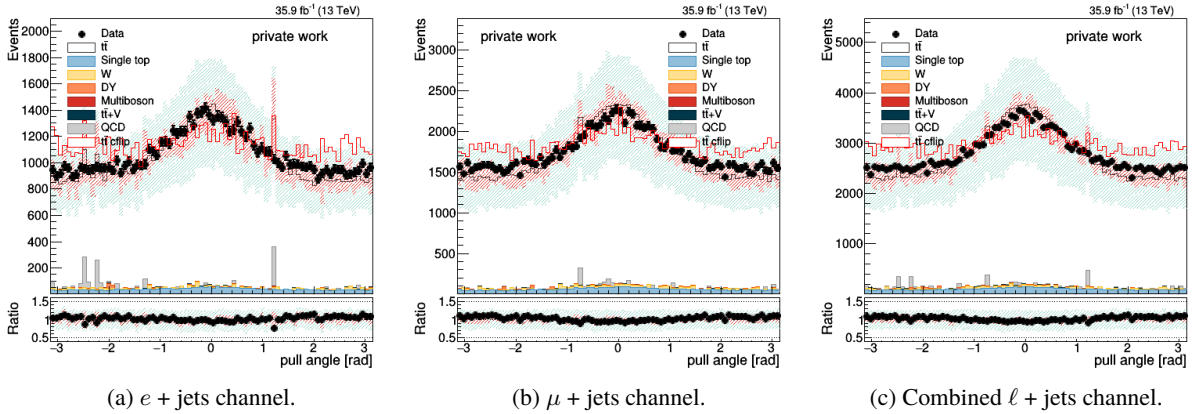 35.9 fb⁻¹ (13 TeV)
Events
2000
1800
1600
1400
1200
1000
800
600
400
200
private work
Data
tt̄
Single top
W
DY
Multiboson
tt̄+V
QCD
tt̄ cflip
Ratio
1.5
1
0.5
−3 −2 −1 0 1 2 3
pull angle [rad]
(a) e + jets channel.
35.9 fb⁻¹ (13 TeV)
Events
3000
2500
2000
1500
1000
500
private work
Data
tt̄
Single top
W
DY
Multiboson
tt̄+V
QCD
tt̄ cflip
Ratio
1.5
1
0.5
−3 −2 −1 0 1 2 3
pull angle [rad]
(b) μ + jets channel.
35.9 fb⁻¹ (13 TeV)
Events
5000
4000
3000
2000
1000
private work
Data
tt̄
Single top
W
DY
Multiboson
tt̄+V
QCD
tt̄ cflip
Ratio
1.5
1
0.5
−3 −2 −1 0 1 2 3
pull angle [rad]
(c) Combined ℓ + jets channel.